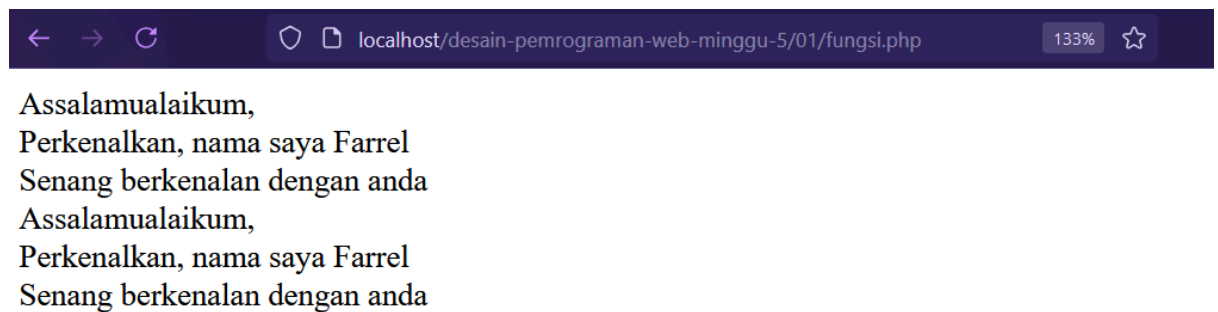 localhost/desain-pemrograman-web-minggu-5/01/fungsi.php 133%
Assalamualaikum,
Perkenalkan, nama saya Farrel
Senang berkenalan dengan anda
Assalamualaikum,
Perkenalkan, nama saya Farrel
Senang berkenalan dengan anda